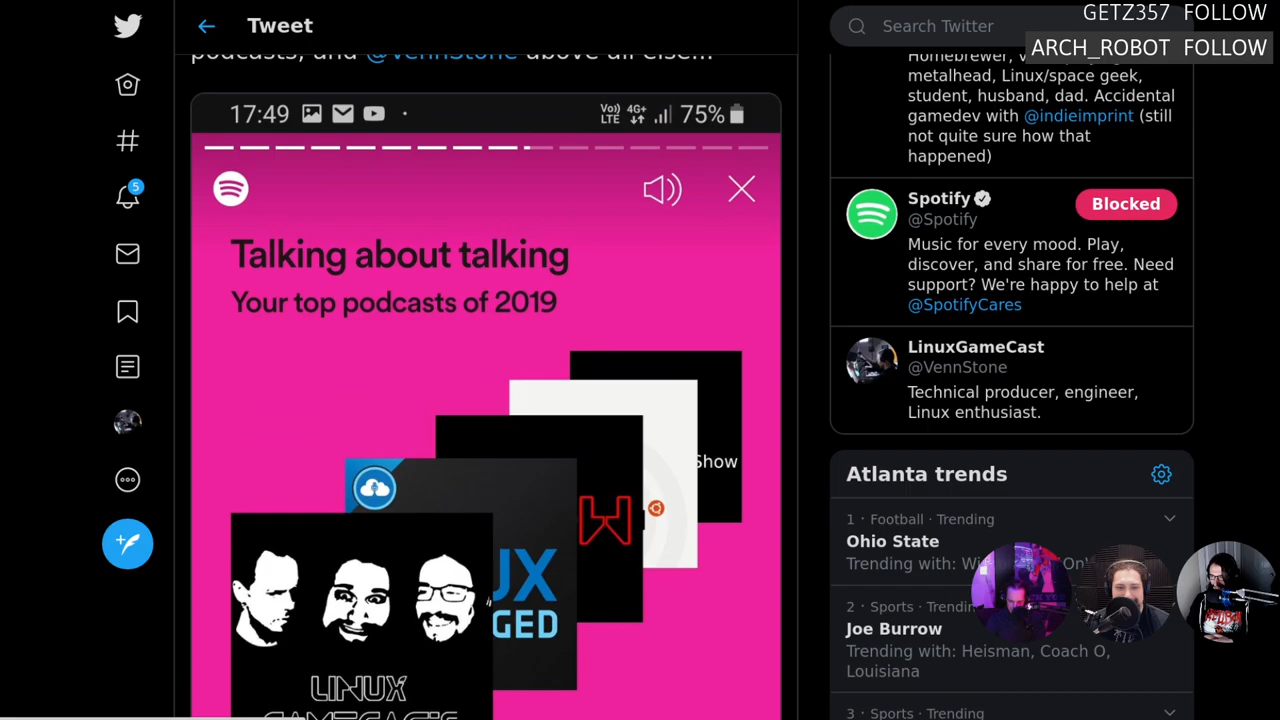 GETZ357 FOLLOW
ARCH_ROBOT FOLLOW
Tweet
Search Twitter
podcasts, and @VennStone above all else...
17:49
Vo)
LTE
4G+
75%
Talking about talking
Your top podcasts of 2019
Show
UX
GED
LINUX
5
metalhead, Linux/space geek,
student, husband, dad. Accidental
gamedev with @indieimprint (still
not quite sure how that
happened)
Spotify
@Spotify
Blocked
Music for every mood. Play,
discover, and share for free. Need
support? We're happy to help at
@SpotifyCares
LinuxGameCast
@VennStone
Technical producer, engineer,
Linux enthusiast.
Atlanta trends
1 · Football · Trending
Ohio State
Trending with:
2 · Sports ·
Joe Burrow
Trending with: Heisman, Coach O,
Louisiana
3 · Sports · Trending